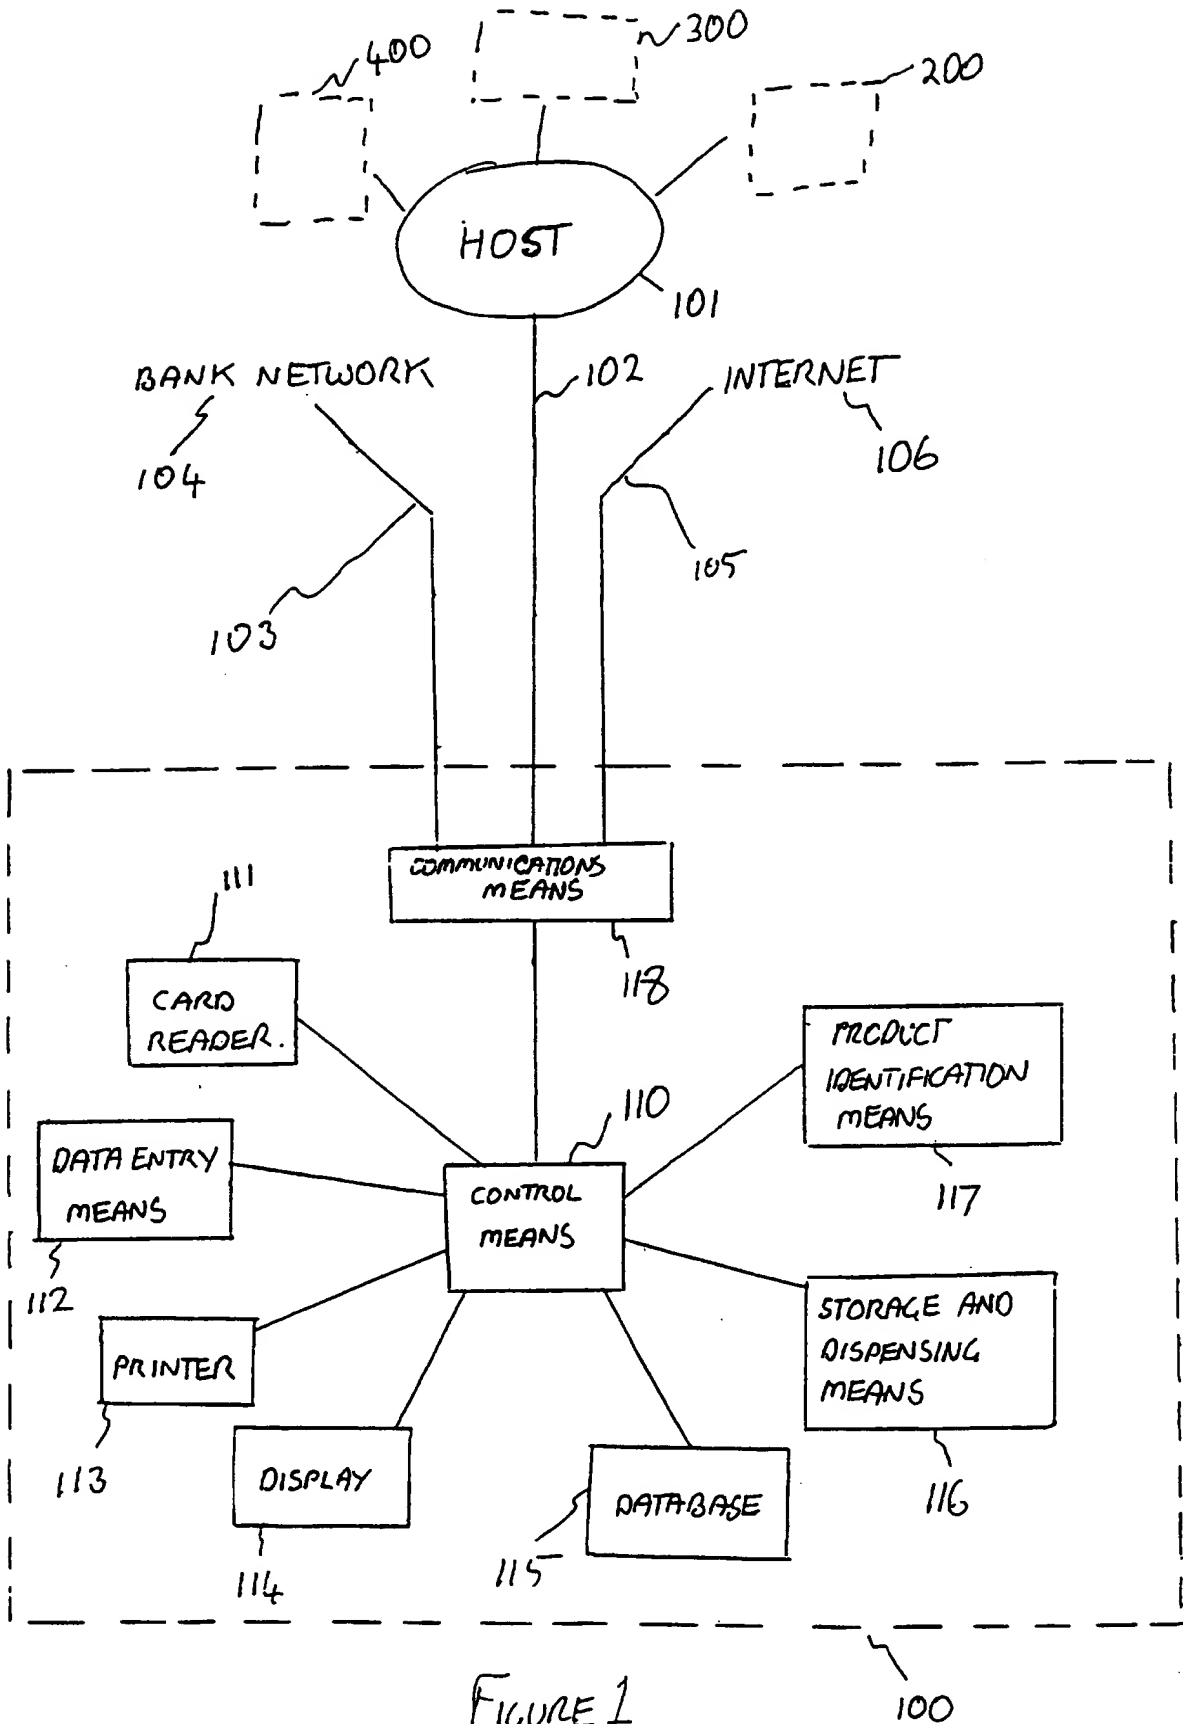 400
300
200
HOST
101
BANK NETWORK
102
INTERNET
104
106
103
105
COMMUNICATIONS
MEANS
118
111
CARD
READER.
PRODUCT
IDENTIFICATION
MEANS
117
110
CONTROL
MEANS
DATA ENTRY
MEANS
112
STORAGE AND
DISPENSING
MEANS
116
PRINTER
113
DISPLAY
114
DATABASE
115
100
FIGURE 1